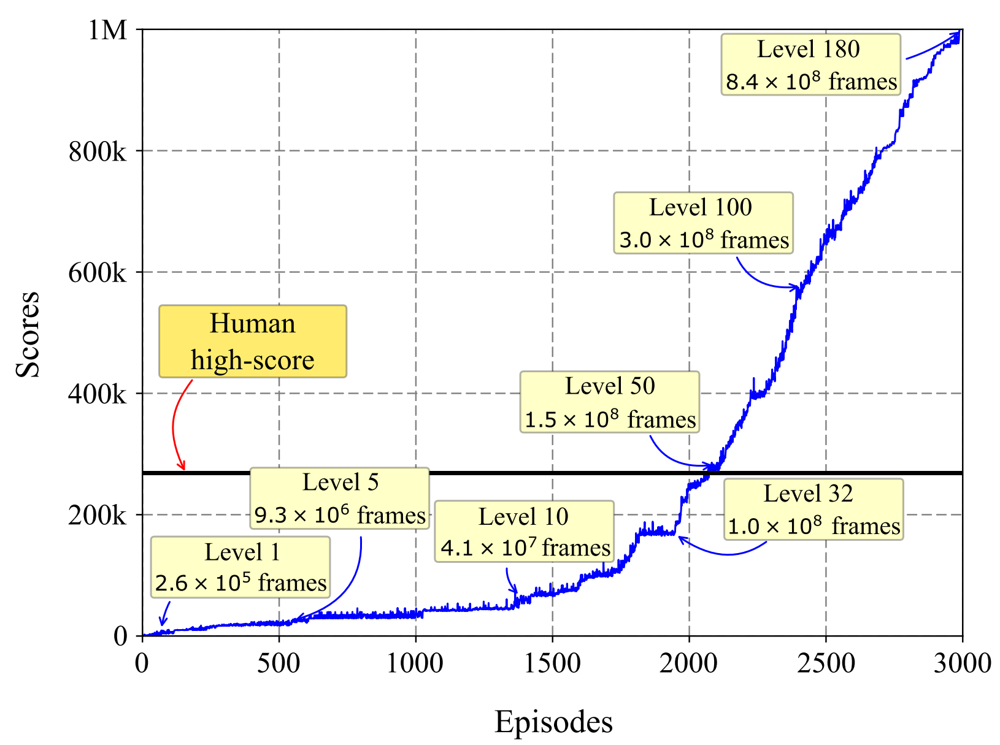 1M
800k
600k
400k
200k
0
Scores
Level 180
8.4 × 10⁸ frames
Level 100
3.0 × 10⁸ frames
Human
high-score
Level 50
1.5 × 10⁸ frames
Level 5
9.3 × 10⁶ frames
Level 32
1.0 × 10⁸ frames
Level 10
4.1 × 10⁷ frames
Level 1
2.6 × 10⁵ frames
0 500 1000 1500 2000 2500 3000
Episodes